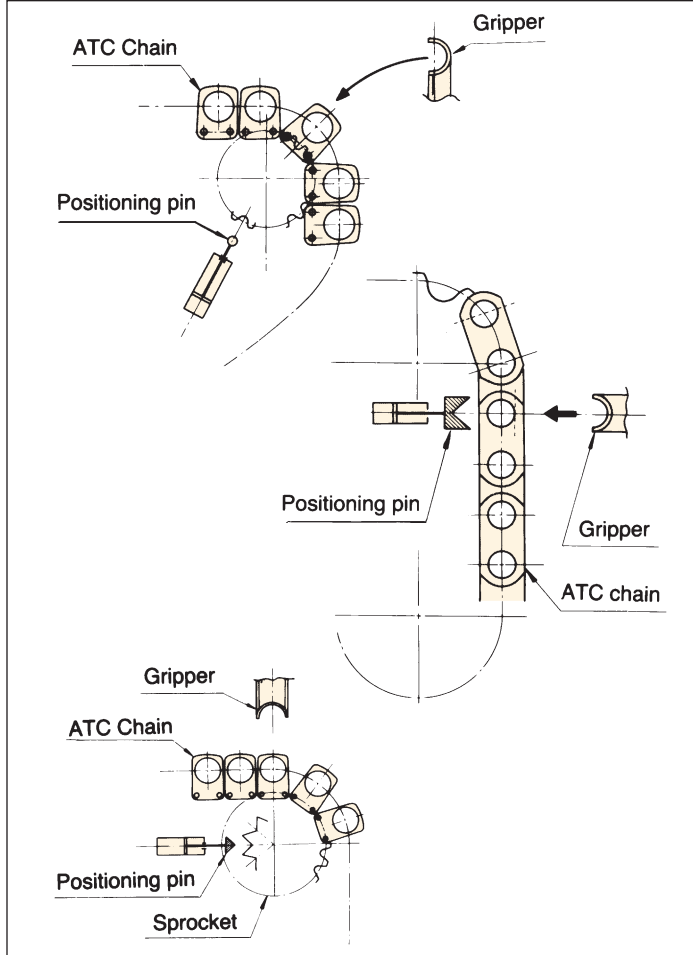 Gripper
ATC Chain
Positioning pin
Positioning pin
Gripper
ATC chain
Gripper
ATC Chain
Positioning pin
Sprocket